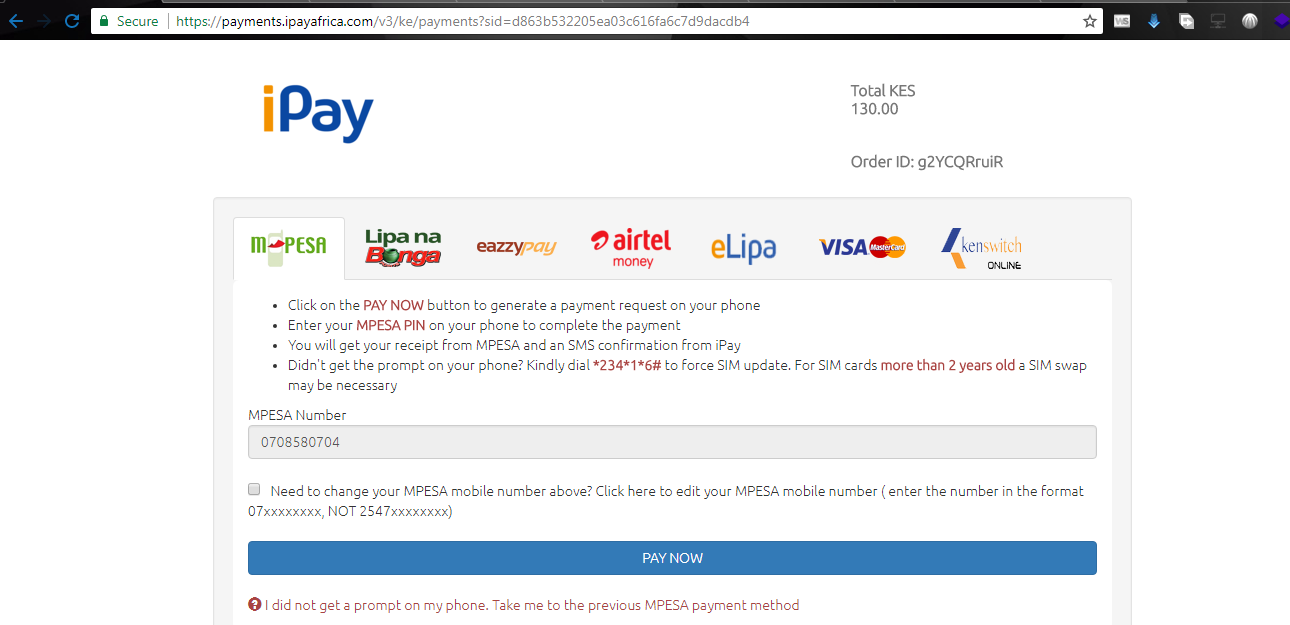 Secure https://payments.ipayafrica.com/v3/ke/payments?sid=d863b532205ea03c616fa6c7d9dacdb4
iPay
Total KES
130.00
Order ID: g2YCQRruiR
M-PESA
Lipa na
Bonga
eazzypay
airtel
money
eLipa
VISA MasterCard
kenswitch
ONLINE
Click on the PAY NOW button to generate a payment request on your phone
Enter your MPESA PIN on your phone to complete the payment
You will get your receipt from MPESA and an SMS confirmation from iPay
Didn't get the prompt on your phone? Kindly dial *234*1*6# to force SIM update. For SIM cards more than 2 years old a SIM swap
may be necessary
MPESA Number
0708580704
Need to change your MPESA mobile number above? Click here to edit your MPESA mobile number ( enter the number in the format
07xxxxxxxx, NOT 2547xxxxxxxx)
PAY NOW
I did not get a prompt on my phone. Take me to the previous MPESA payment method